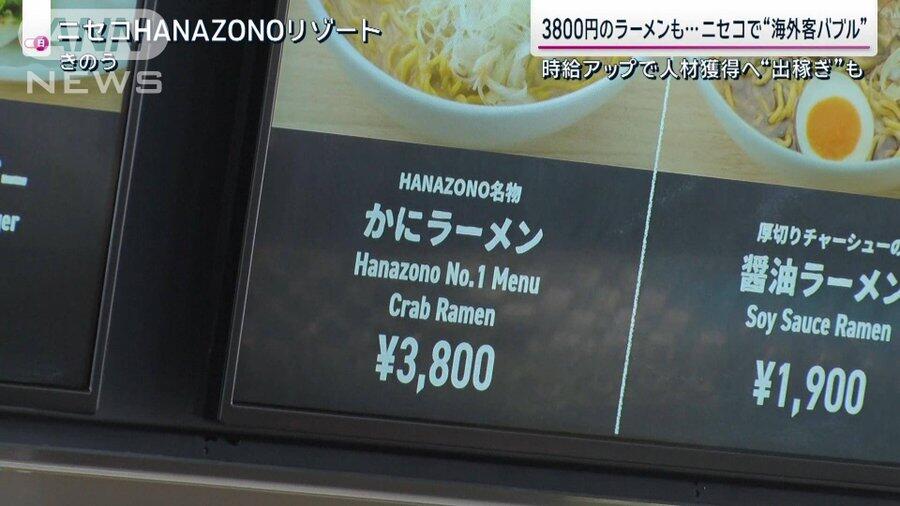 ニセコHANAZONOリゾート
きのう
ANN
NEWS
3800円のラーメンも…ニセコで“海外客バブル”
時給アップで人材獲得へ“出稼ぎ”も
HANAZONO名物
かにラーメン
Hanazono No.1 Menu
Crab Ramen
¥3,800
厚切りチャーシューの
醤油ラーメン
Soy Sauce Ramen
¥1,900